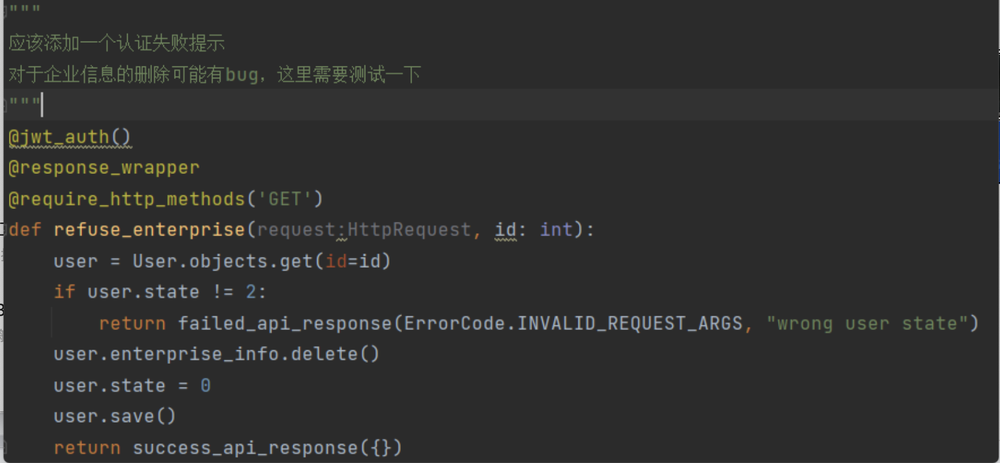 """
应该添加一个认证失败提示
对于企业信息的删除可能有bug，这里需要测试一下
"""
@jwt_auth()
@response_wrapper
@require_http_methods('GET')
def refuse_enterprise(request:HttpRequest, id: int):
    user = User.objects.get(id=id)
    if user.state != 2:
        return failed_api_response(ErrorCode.INVALID_REQUEST_ARGS, "wrong user state")
    user.enterprise_info.delete()
    user.state = 0
    user.save()
    return success_api_response({})